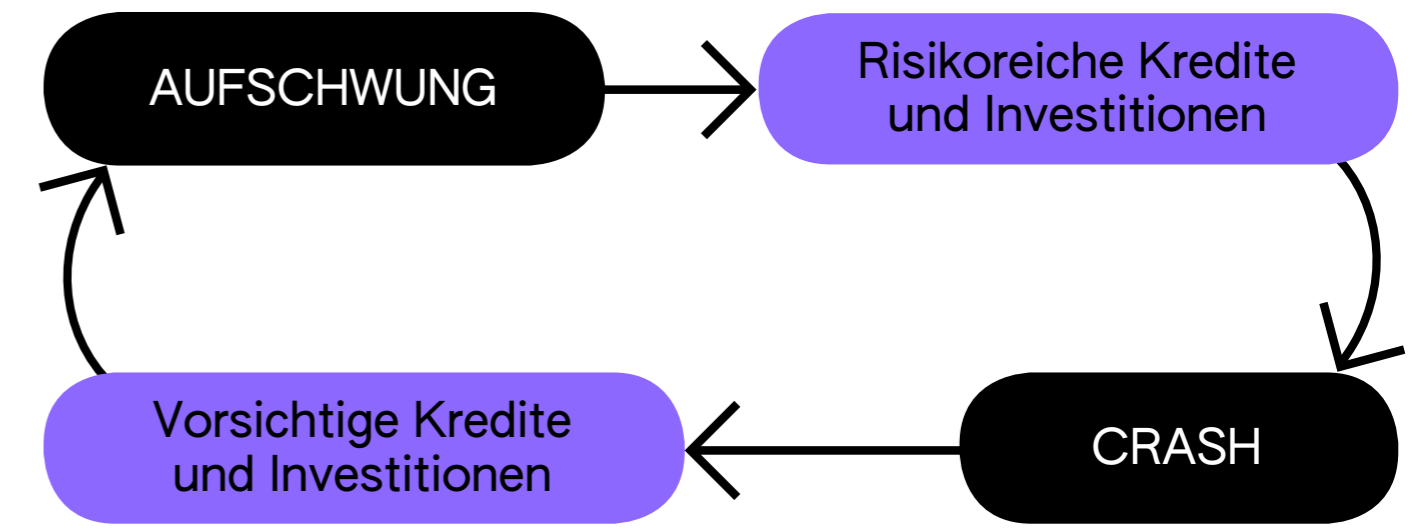 AUFSCHWUNG
Risikoreiche Kredite
und Investitionen
Vorsichtige Kredite
und Investitionen
CRASH